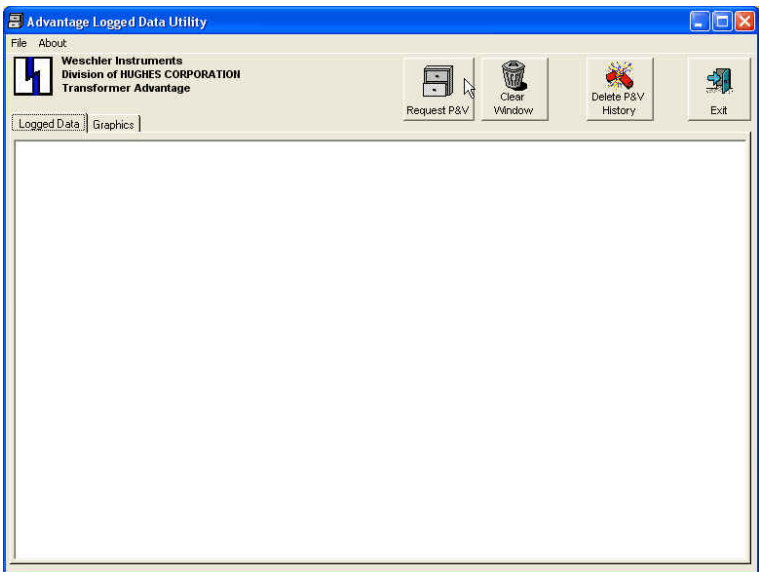 Advantage Logged Data Utility
File About
Weschler Instruments
Division of HUGHES CORPORATION
Transformer Advantage
Request P&V
Clear
Window
Delete P&V
History
Exit
Logged Data Graphics